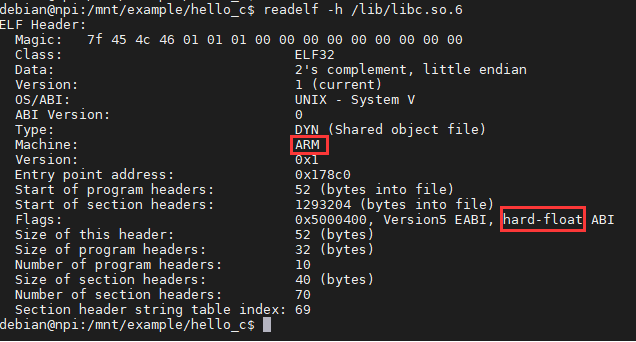 debian@npi:/mnt/example/hello_c$ readelf -h /lib/libc.so.6
ELF Header:
  Magic:   7f 45 4c 46 01 01 01 00 00 00 00 00 00 00 00 00
  Class:                             ELF32
  Data:                              2's complement, little endian
  Version:                           1 (current)
  OS/ABI:                            UNIX - System V
  ABI Version:                       0
  Type:                              DYN (Shared object file)
  Machine:                           ARM
  Version:                           0x1
  Entry point address:               0x178c0
  Start of program headers:          52 (bytes into file)
  Start of section headers:          1293204 (bytes into file)
  Flags:                             0x5000400, Version5 EABI, hard-float ABI
  Size of this header:               52 (bytes)
  Size of program headers:           32 (bytes)
  Number of program headers:         10
  Size of section headers:           40 (bytes)
  Number of section headers:         70
  Section header string table index: 69
debian@npi:/mnt/example/hello_c$